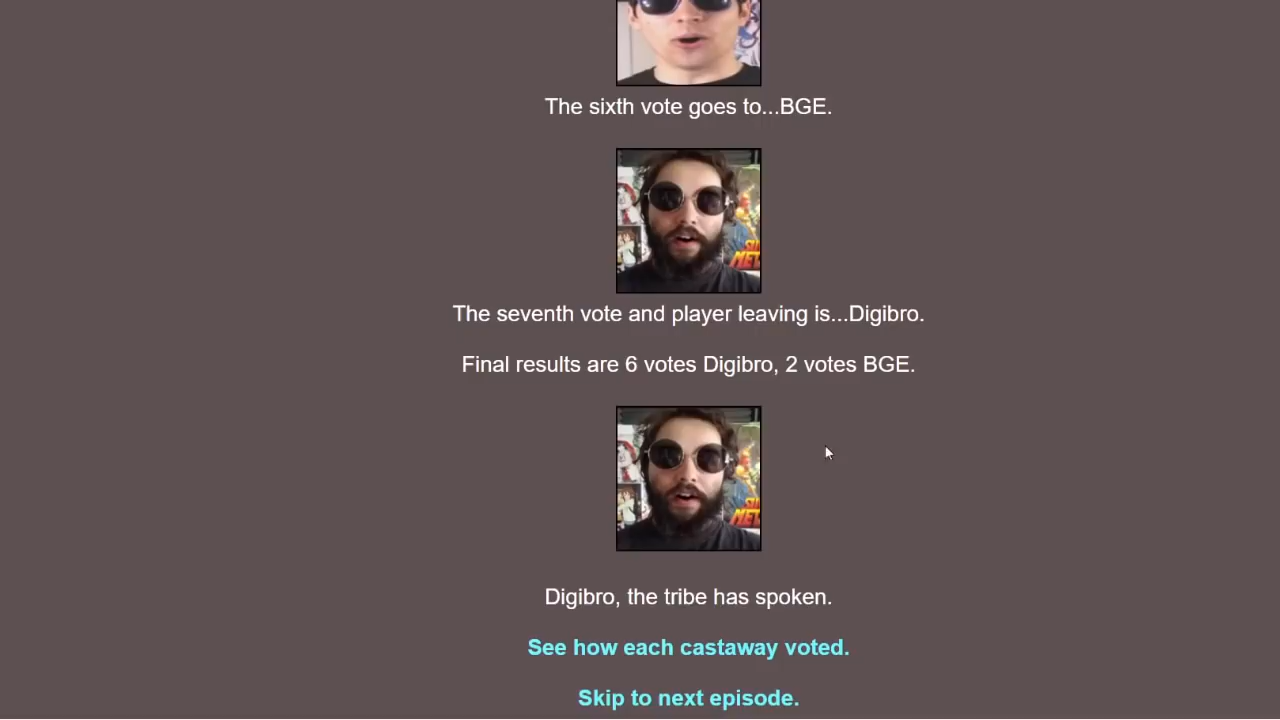 The sixth vote goes to...BGE.
The seventh vote and player leaving is...Digibro.
Final results are 6 votes Digibro, 2 votes BGE.
Digibro, the tribe has spoken.
See how each castaway voted.
Skip to next episode.